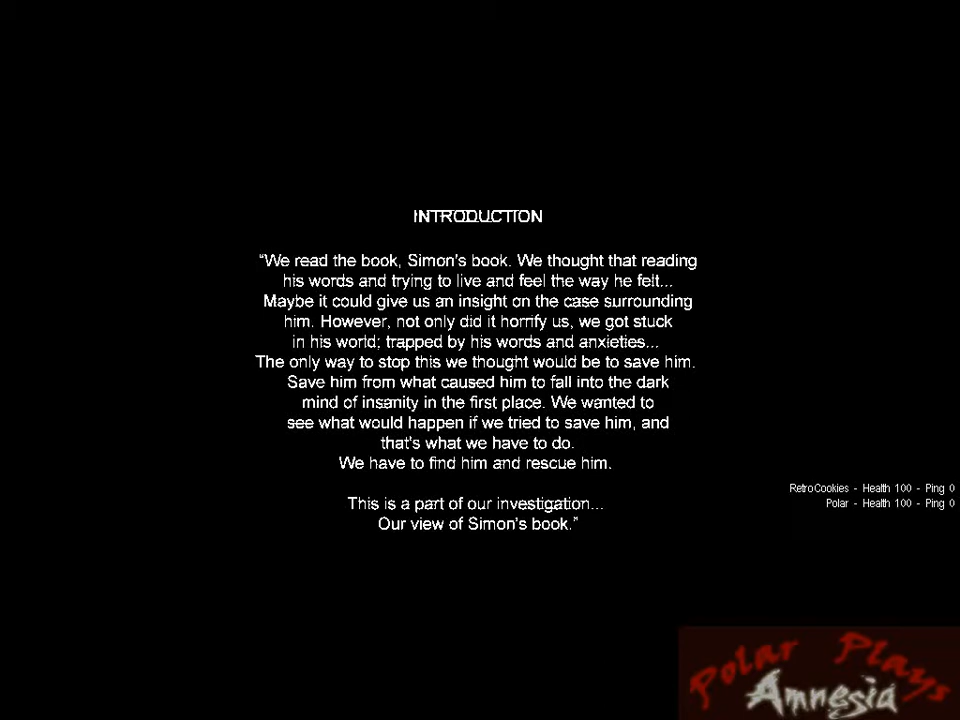 INTRODUCTION
“We read the book, Simon's book. We thought that reading
his words and trying to live and feel the way he felt...
Maybe it could give us an insight on the case surrounding
him. However, not only did it horrify us, we got stuck
in his world; trapped by his words and anxieties...
The only way to stop this we thought would be to save him.
Save him from what caused him to fall into the dark
mind of insanity in the first place. We wanted to
see what would happen if we tried to save him, and
that's what we have to do.
We have to find him and rescue him.
This is a part of our investigation...
Our view of Simon's book.”
RetroCookies - Health 100 - Ping 0
Polar - Health 100 - Ping 0
Polar Plays
Amnesia